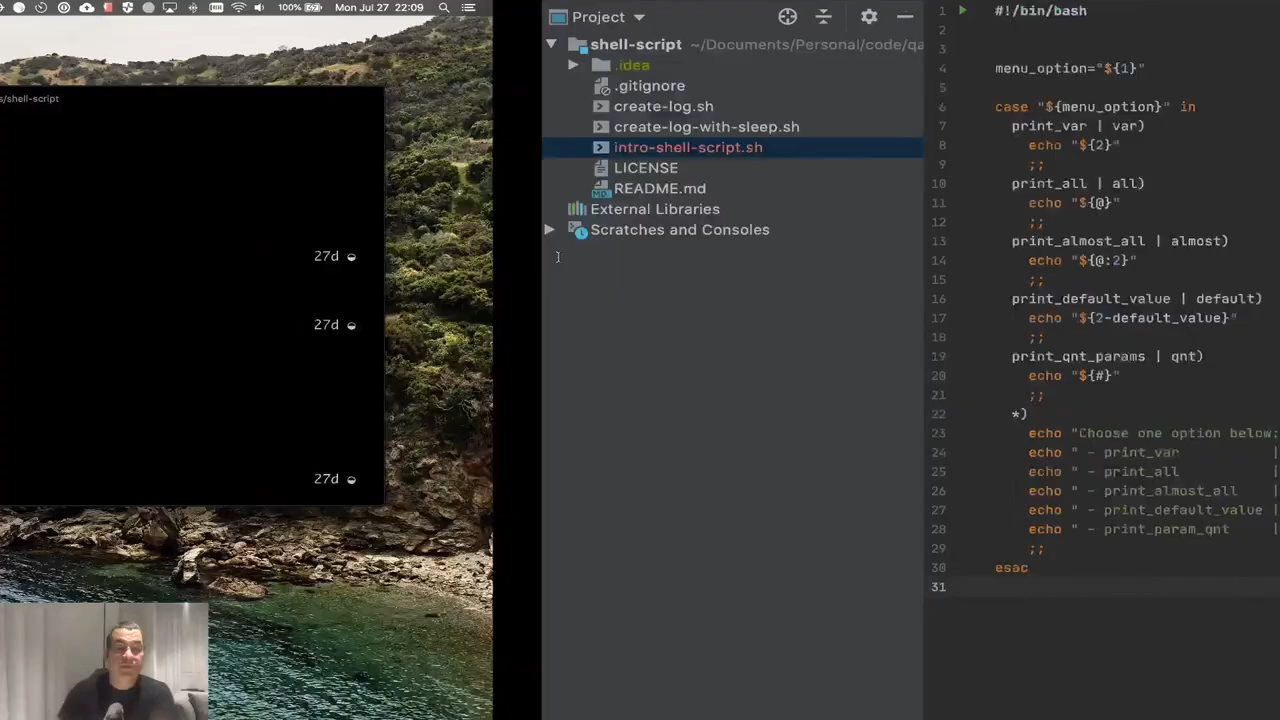 100%
Mon Jul 27 22:09
s/shell-script
27d
27d
27d
Project
shell-script ~/Documents/Personal/code/qa
.idea
.gitignore
create-log.sh
create-log-with-sleep.sh
intro-shell-script.sh
LICENSE
README.md
External Libraries
Scratches and Consoles
1 #!/bin/bash
2
3
4 menu_option="${1}"
5
6 case "${menu_option}" in
7 print_var | var)
8 echo "${2}"
9 ;;
10 print_all | all)
11 echo "${@}"
12 ;;
13 print_almost_all | almost)
14 echo "${@:2}"
15 ;;
16 print_default_value | default)
17 echo "${2-default_value}"
18 ;;
19 print_qnt_params | qnt)
20 echo "${#}"
21 ;;
22 *)
23 echo "Choose one option below:
24 echo " - print_var |
25 echo " - print_all |
26 echo " - print_almost_all |
27 echo " - print_default_value |
28 echo " - print_param_qnt |
29 ;;
30 esac
31